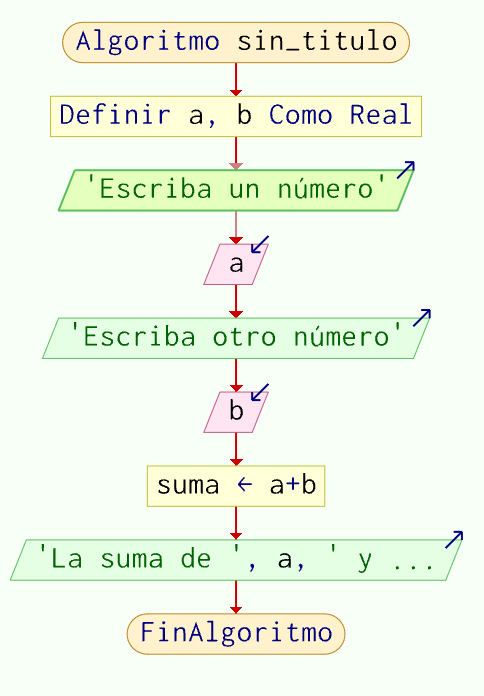 Algoritmo sin_titulo
Definir a, b Como Real
'Escriba un número'
a
'Escriba otro número'
b
suma ← a+b
'La suma de ', a, ' y ...
FinAlgoritmo